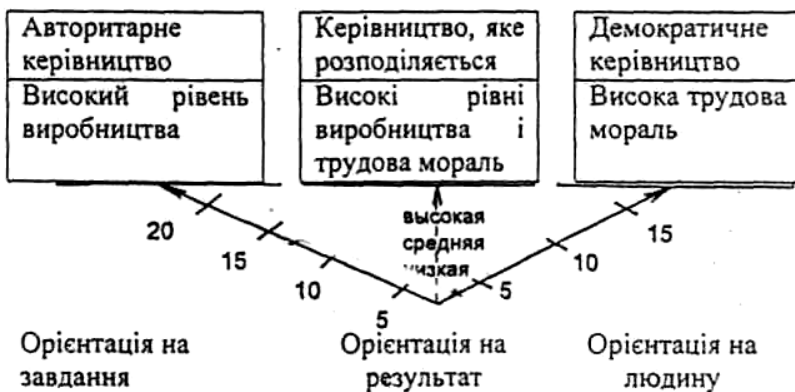 Авторитарне
керівництво
Високий рівень
виробництва
Керівництво, яке
розподіляється
Високі рівні
виробництва і
трудова мораль
Демократичне
керівництво
Висока трудова
мораль
20
15
10
5
высокая
средняя
низкая
5
10
15
Орієнтація на
завдання
Орієнтація на
результат
Орієнтація на
людину